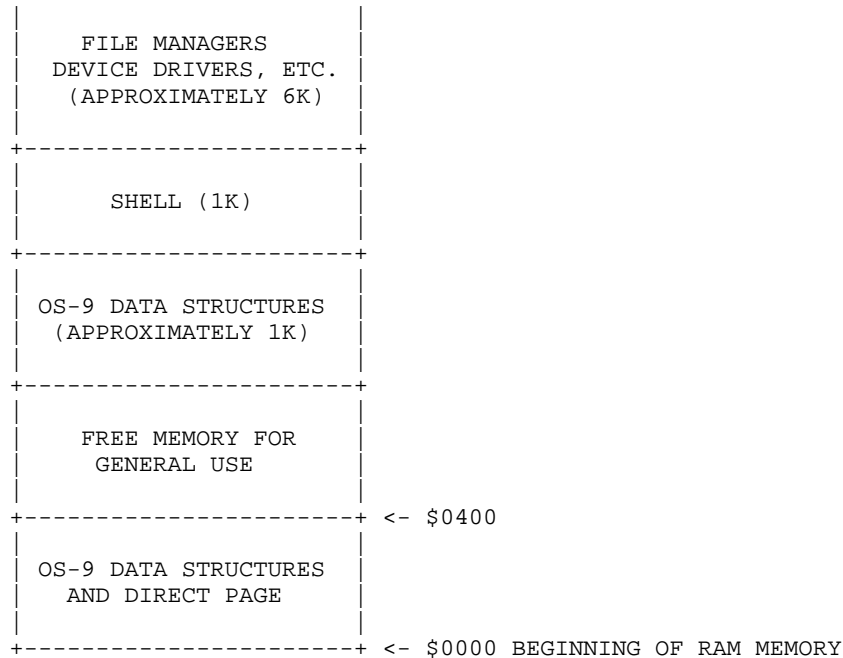 FILE MANAGERS
DEVICE DRIVERS, ETC.
(APPROXIMATELY 6K)
SHELL (1K)
OS-9 DATA STRUCTURES
(APPROXIMATELY 1K)
FREE MEMORY FOR
GENERAL USE
<- $0400
OS-9 DATA STRUCTURES
AND DIRECT PAGE
<- $0000 BEGINNING OF RAM MEMORY